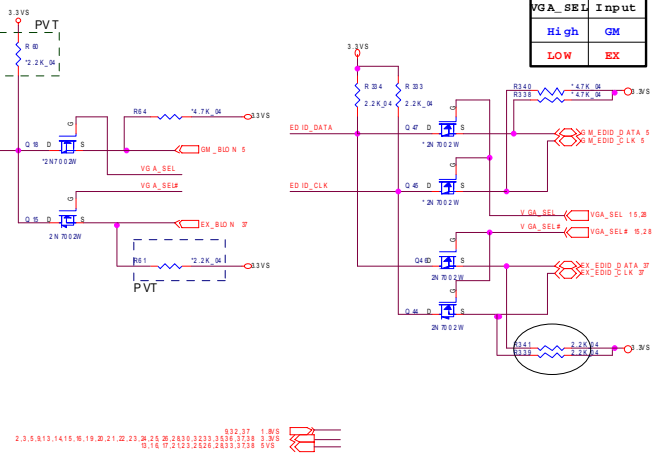 VGA_SEL Input
High GM
LOW EX
3.3VS
PVT
R60
*2.2K_04
3.3VS
R334
2.2K_04
R333
2.2K_04
R340 *4.7K_04
R338 *4.7K_04
3.3VS
R64 *4.7K_04
3.3VS
G
Q18 D S
*2N7002W
GM_BLON 5
VGA_SEL
VGA_SEL#
G
Q15 D S
2N7002W
EX_BLON 37
R61 *2.2K_04
3.3VS
PVT
EDID_DATA
G
Q47 D S
*2N7002W
GM_EDID_DATA 5
GM_EDID_CLK 5
EDID_CLK
G
Q45 D S
*2N7002W
VGA_SEL
VGA_SEL 15,28
VGA_SEL#
VGA_SEL# 15,28
G
Q46D S
2N7002W
EX_EDID_DATA 37
EX_EDID_CLK 37
G
Q44 D S
2N7002W
R341 2.2K_04
R339 2.2K_04
3.3VS
9,32,37 1.8VS
2,3,5,9,13,14,15,16,19,20,21,22,23,24,25,26,28,30,32,33,35,36,37,38 3.3VS
13,16,17,21,23,25,26,28,33,37,38 5VS